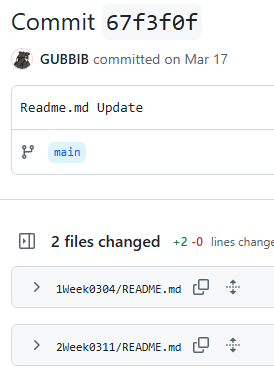 Commit 67f3f0f
GUBBIB committed on Mar 17
Readme.md Update
main
2 files changed +2 -0 lines change
1Week0304/README.md
2Week0311/README.md